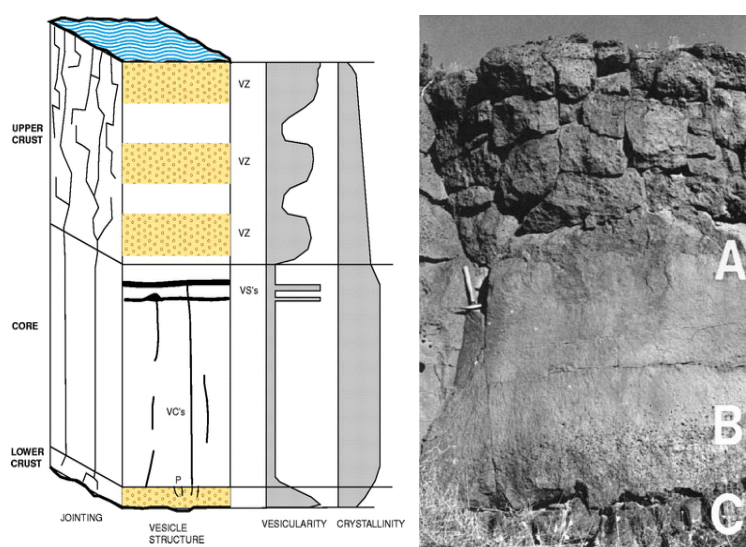 UPPER
CRUST
CORE
LOWER
CRUST
VZ
VZ
VZ
VS's
VC's
P
JOINTING
VESICLE
STRUCTURE
VESICULARITY
CRYSTALLINITY
A
B
C